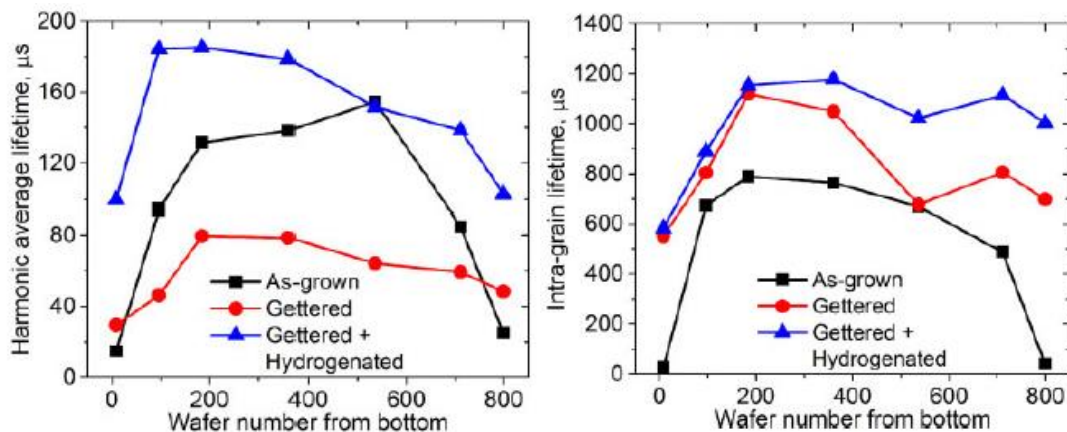 Harmonic average lifetime, µs
200
160
120
80
40
0
As-grown
Gettered
Gettered +
Hydrogenated
0 200 400 600 800
Wafer number from bottom
Intra-grain lifetime, µs
1400
1200
1000
800
600
400
200
0
As-grown
Gettered
Gettered +
Hydrogenated
0 200 400 600 800
Wafer number from bottom